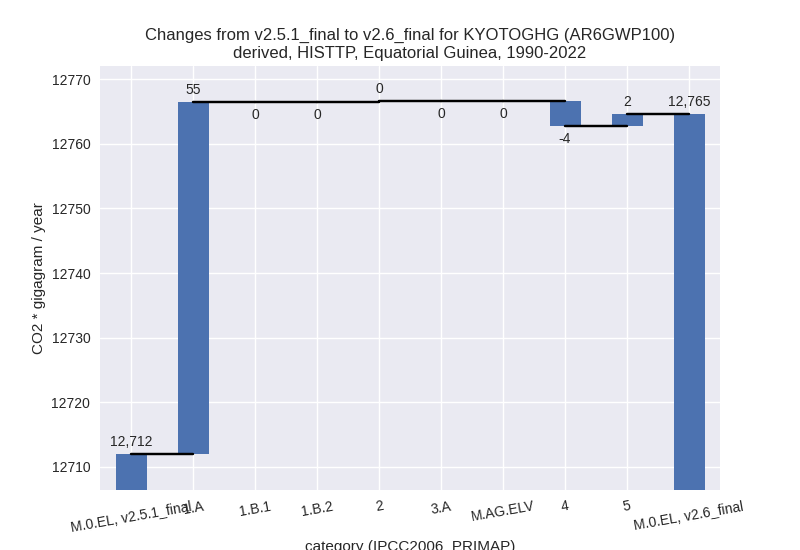 Changes from v2.5.1_final to v2.6_final for KYOTOGHG (AR6GWP100)
derived, HISTTP, Equatorial Guinea, 1990-2022
12770
12760
12750
12740
12730
12720
12710
CO2 * gigagram / year
12,712
55
0
0
0
0
0
-4
2
12,765
M.0.EL, v2.5.1_final
1.A
1.B.1
1.B.2
2
3.A
M.AG.ELV
4
5
M.0.EL, v2.6_final
category (IPCC2006_PRIMAP)